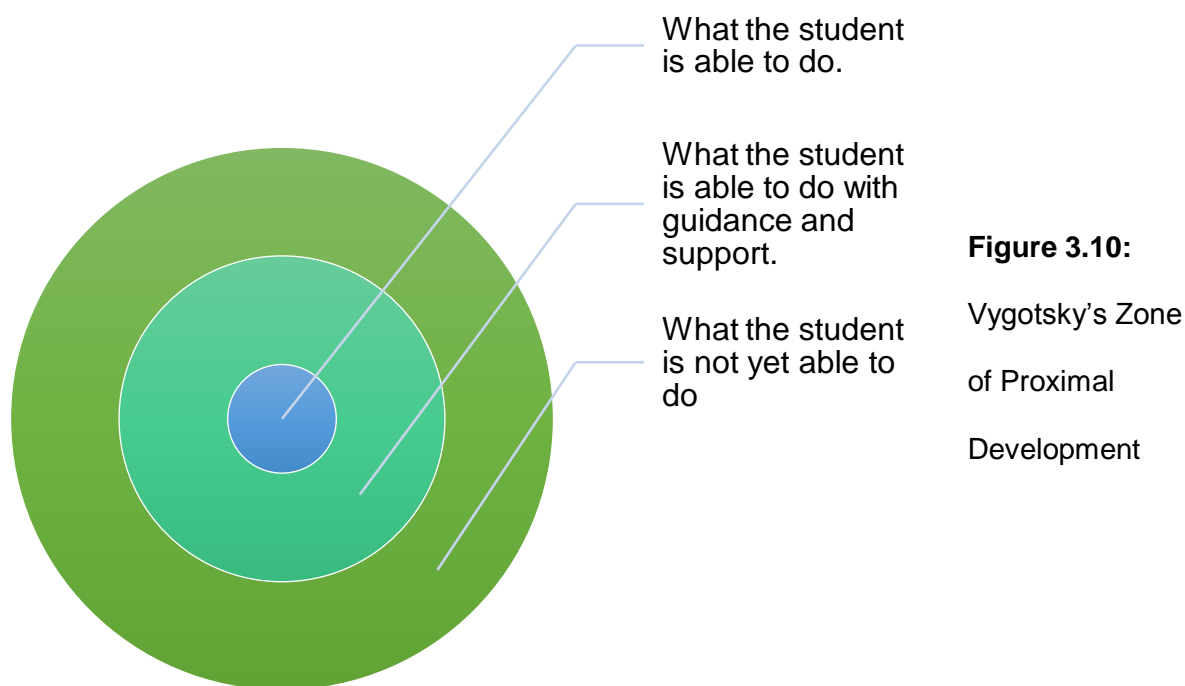 What the student
is able to do.
What the student
is able to do with
guidance and
support.
What the student
is not yet able to
do
Figure 3.10:
Vygotsky’s Zone
of Proximal
Development